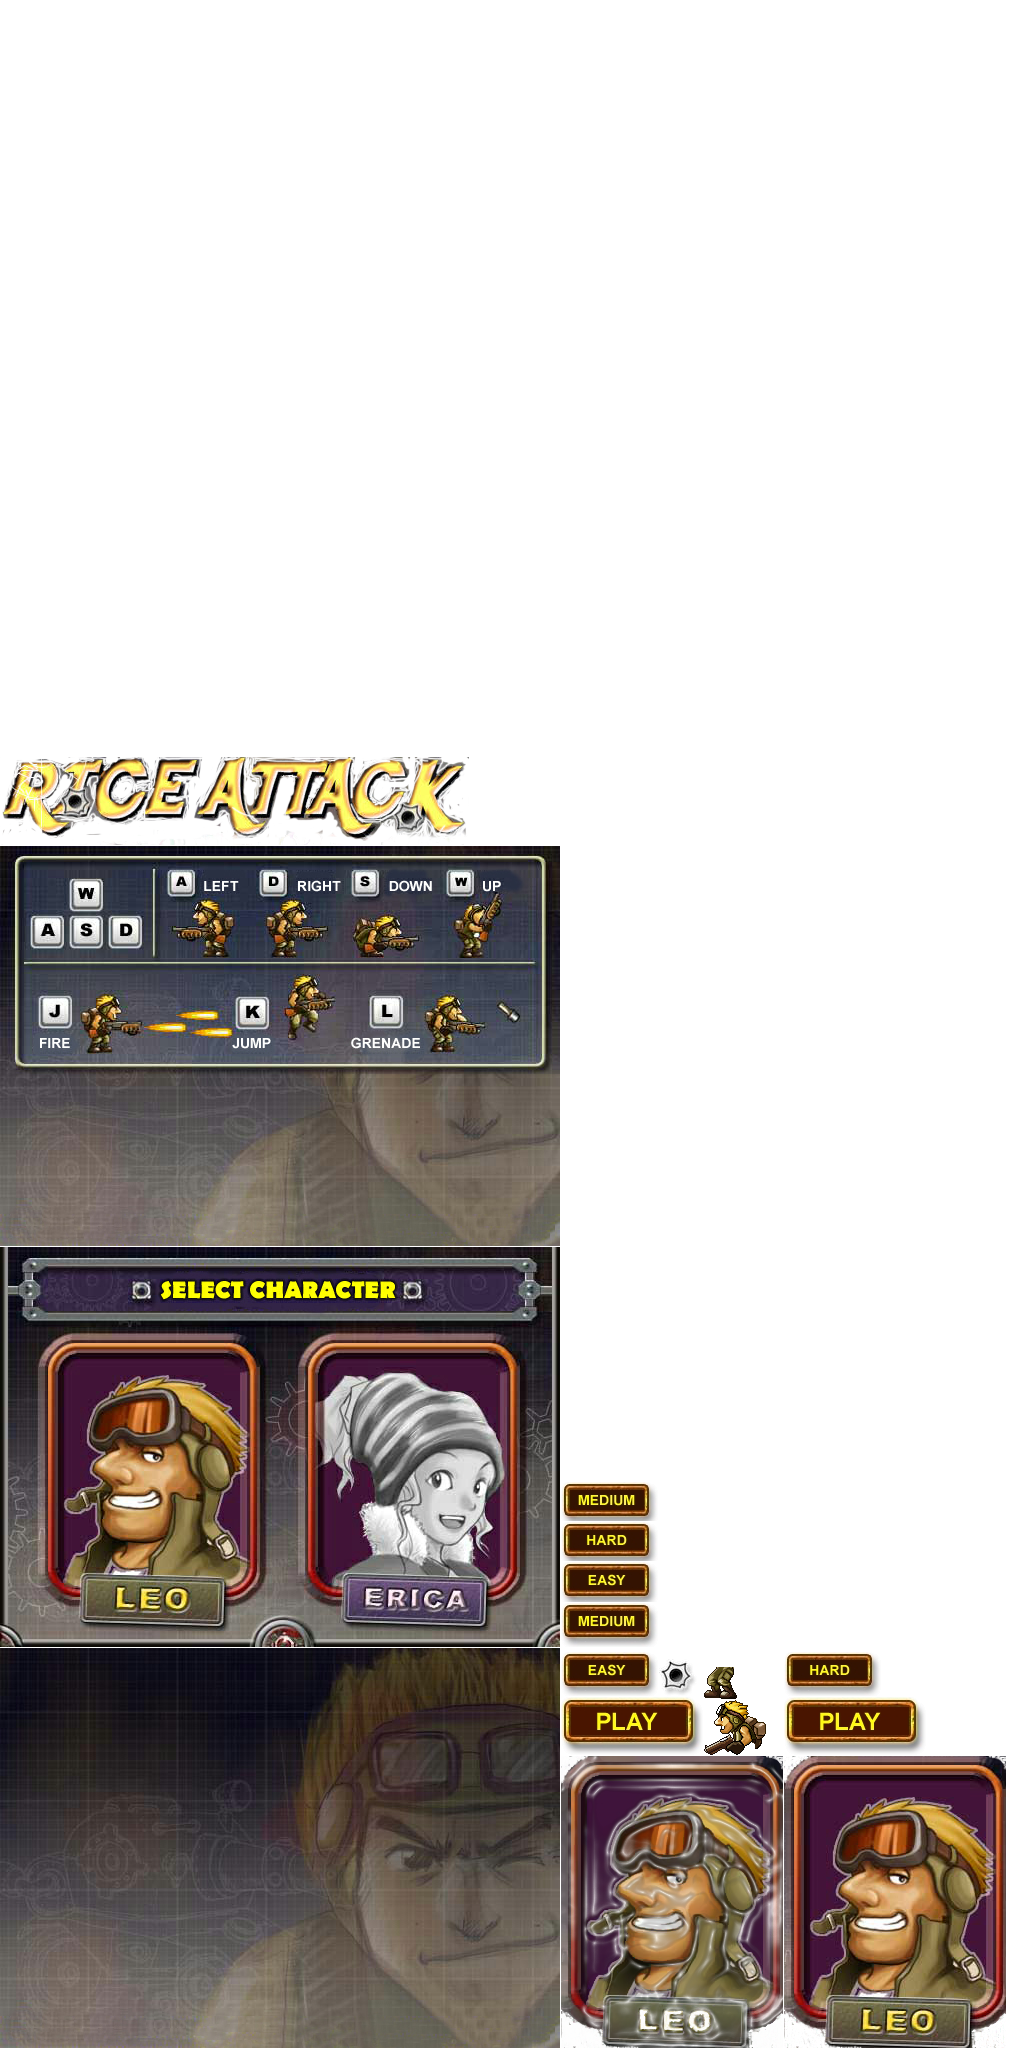 RICE ATTACK
A LEFT D RIGHT S DOWN W UP
W
A S D
J K L
FIRE JUMP GRENADE
SELECT CHARACTER
LEO ERICA
MEDIUM
HARD
EASY
MEDIUM
EASY HARD
PLAY PLAY
LEO LEO